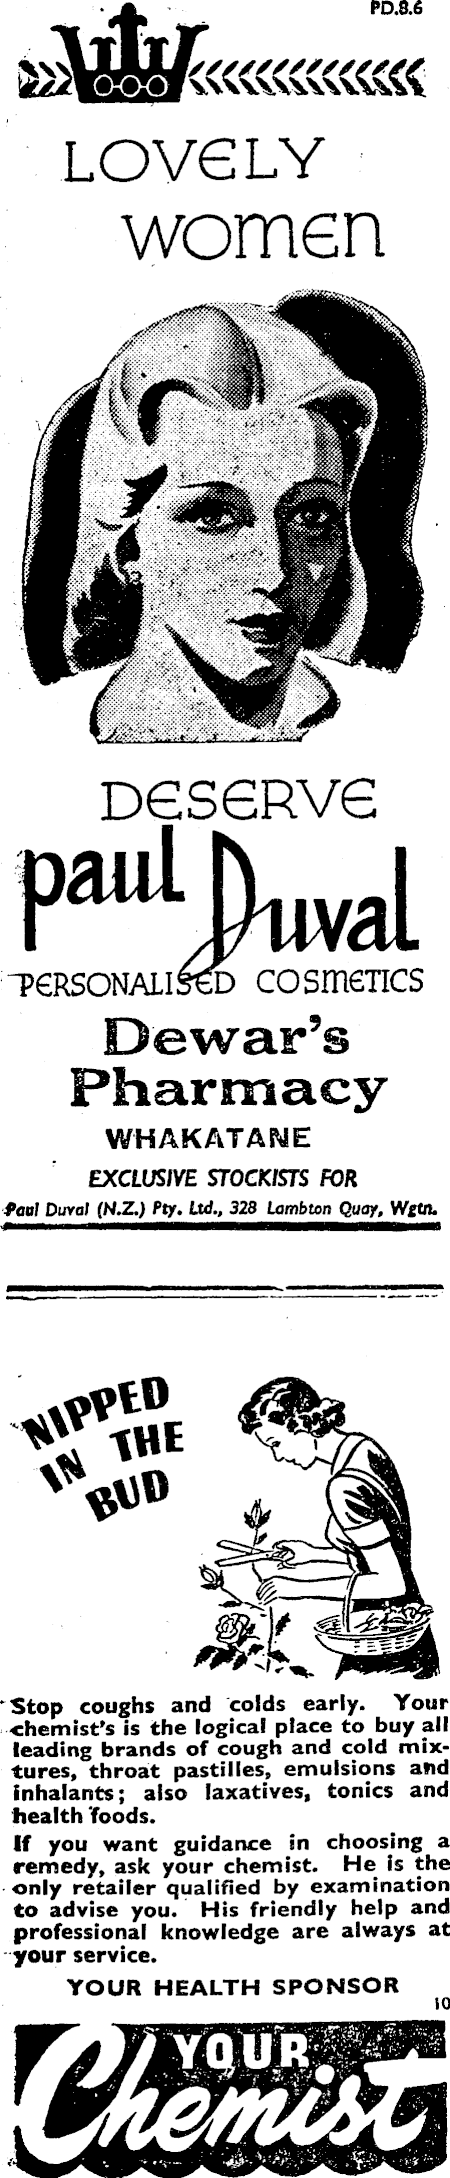 PD.8.6
LOVELY
WOMEN
DESERVE
paul Duval
PERSONALISED COSMETICS
Dewar's
Pharmacy
WHAKATANE
EXCLUSIVE STOCKISTS FOR
Paul Duval (N.Z.) Pty. Ltd., 328 Lambton Quay, Wgtn.
NIPPED
IN THE
BUD
Stop coughs and colds early. Your
chemist's is the logical place to buy all
leading brands of cough and cold mix-
tures, throat pastilles, emulsions and
inhalants; also laxatives, tonics and
health foods.
If you want guidance in choosing a
remedy, ask your chemist. He is the
only retailer qualified by examination
to advise you. His friendly help and
professional knowledge are always at
your service.
YOUR HEALTH SPONSOR
10
YOUR
Chemist